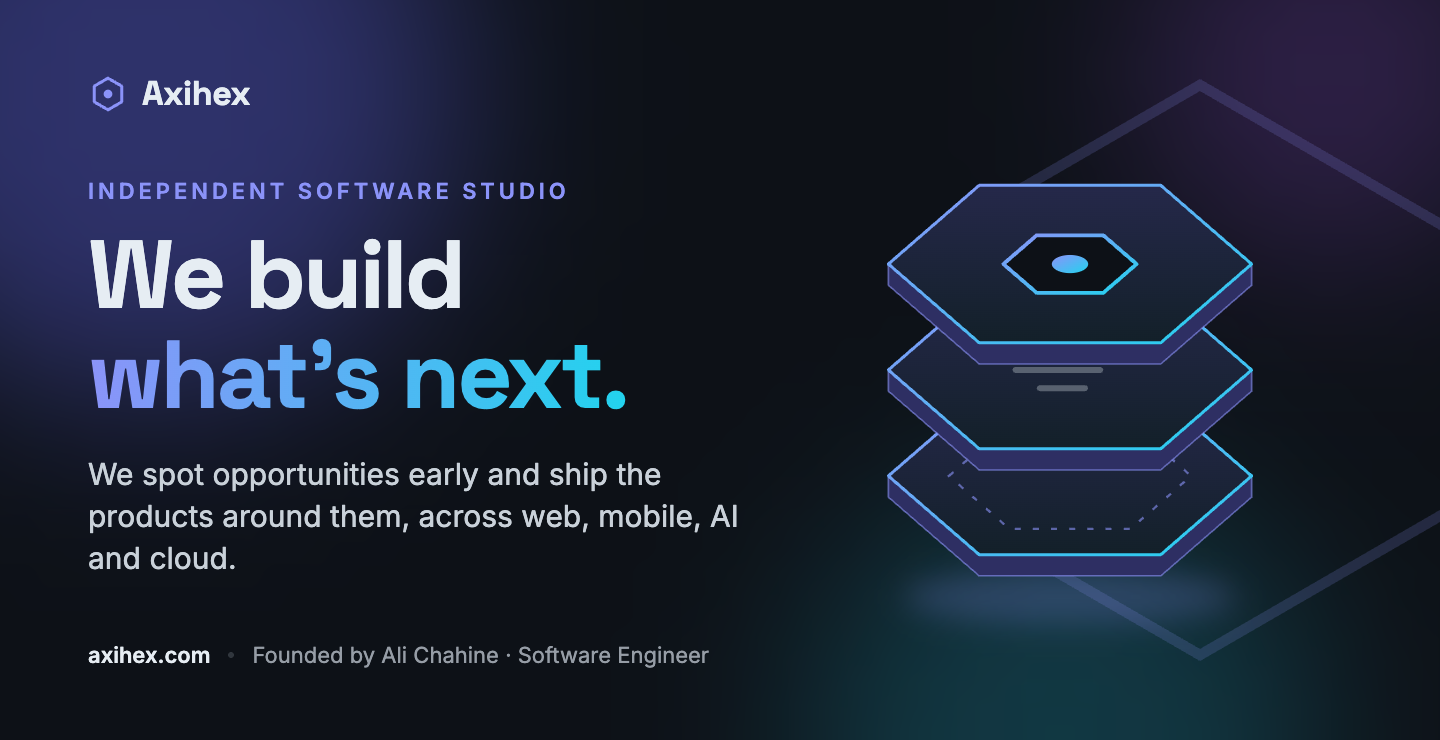 Axihex
INDEPENDENT SOFTWARE STUDIO
We build
what’s next.
We spot opportunities early and ship the
products around them, across web, mobile, AI
and cloud.
axihex.com • Founded by Ali Chahine · Software Engineer